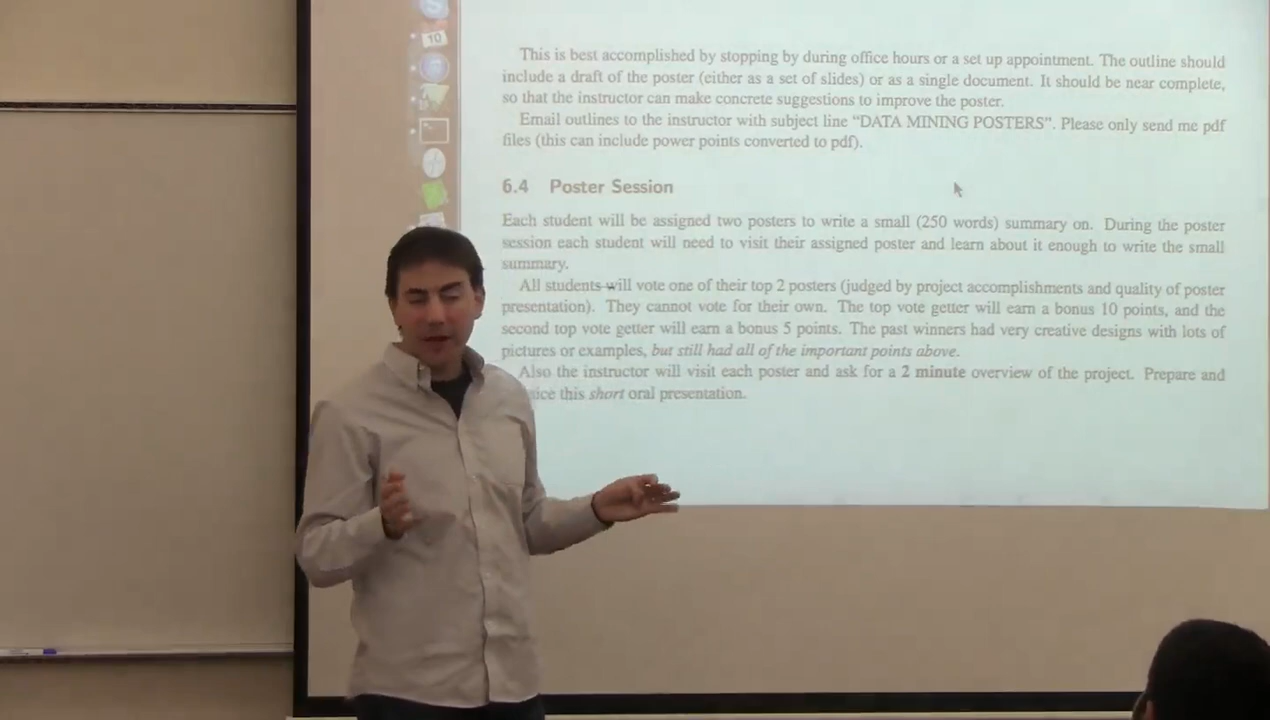 10
This is best accomplished by stopping by during office hours or a set up appointment. The outline should
include a draft of the poster (either as a set of slides) or as a single document. It should be near complete,
so that the instructor can make concrete suggestions to improve the poster.
Email outlines to the instructor with subject line “DATA MINING POSTERS”. Please only send me pdf
files (this can include power points converted to pdf).
6.4 Poster Session
Each student will be assigned two posters to write a small (250 words) summary on. During the poster
session each student will need to visit their assigned poster and learn about it enough to write the small
summary.
All students will vote one of their top 2 posters (judged by project accomplishments and quality of poster
presentation). They cannot vote for their own. The top vote getter will earn a bonus 10 points, and the
second top vote getter will earn a bonus 5 points. The past winners had very creative designs with lots of
pictures or examples, but still had all of the important points above.
Also the instructor will visit each poster and ask for a 2 minute overview of the project. Prepare and
this short oral presentation.